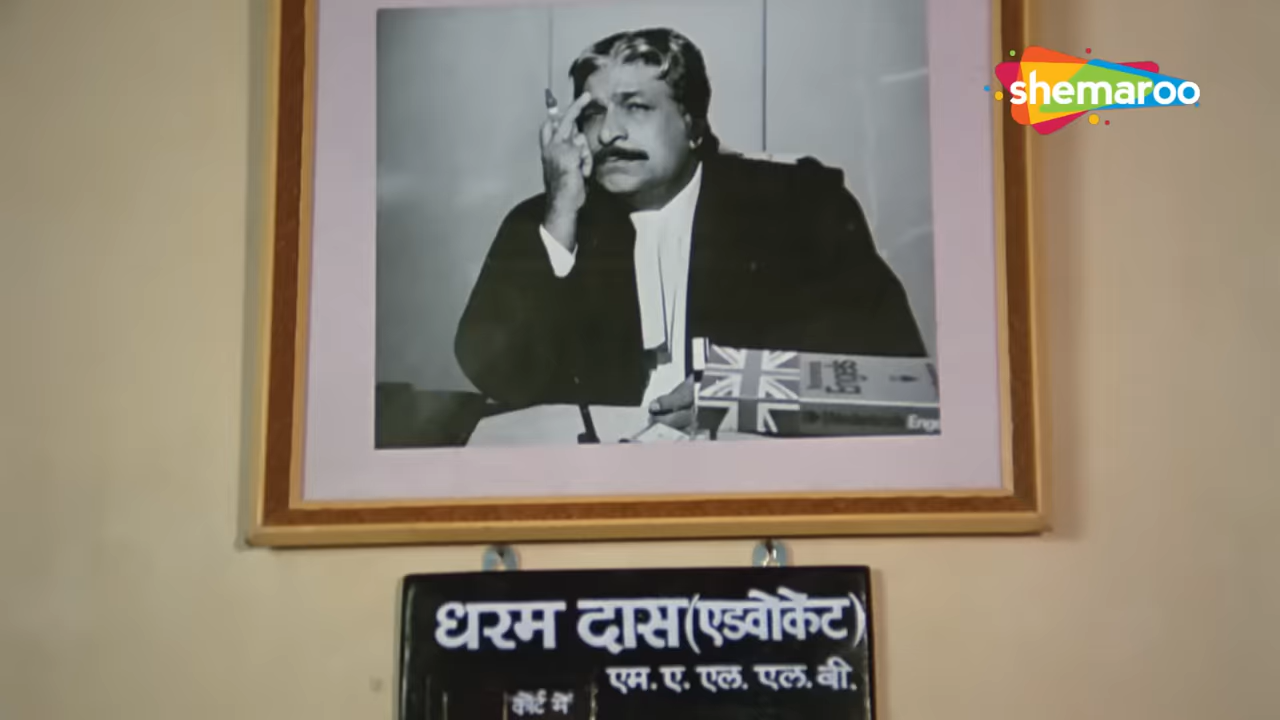 shemaroo
धरम दास (एडवोकेट)
एम. ए. एल. एल. बी.
कोर्ट में